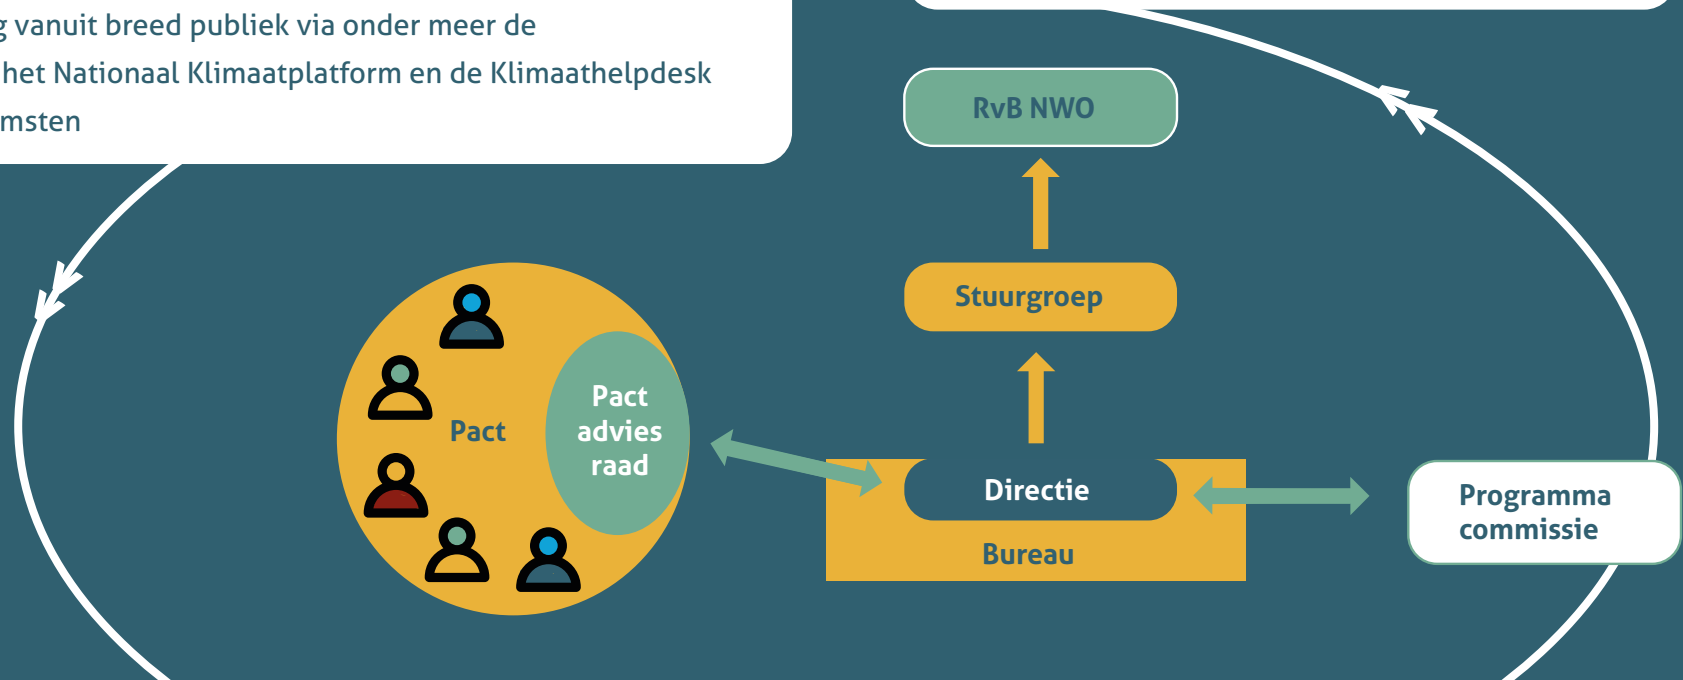 vanuit breed publiek via onder meer de
het Nationaal Klimaatplatform en de Klimaathelpdesk
RvB NWO
Stuurgroep
Pact
Pact
advies
raad
Directie
Bureau
Programma
commissie